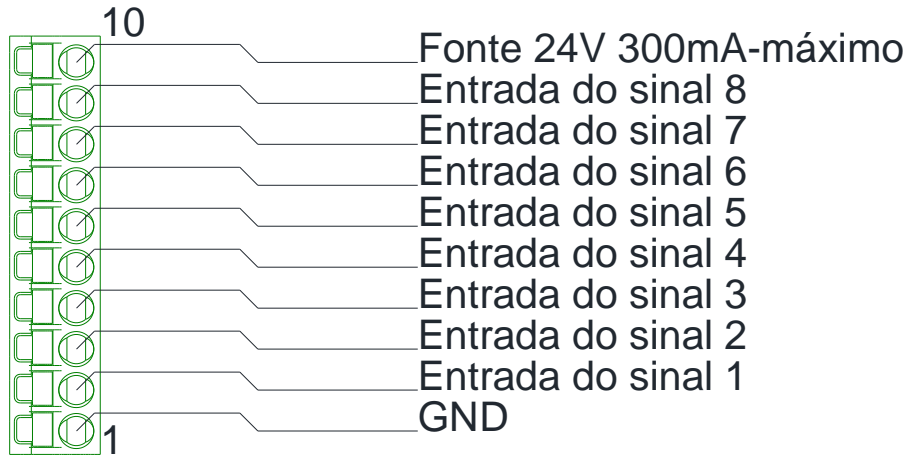 10
Fonte 24V 300mA-máximo
Entrada do sinal 8
Entrada do sinal 7
Entrada do sinal 6
Entrada do sinal 5
Entrada do sinal 4
Entrada do sinal 3
Entrada do sinal 2
Entrada do sinal 1
GND
1